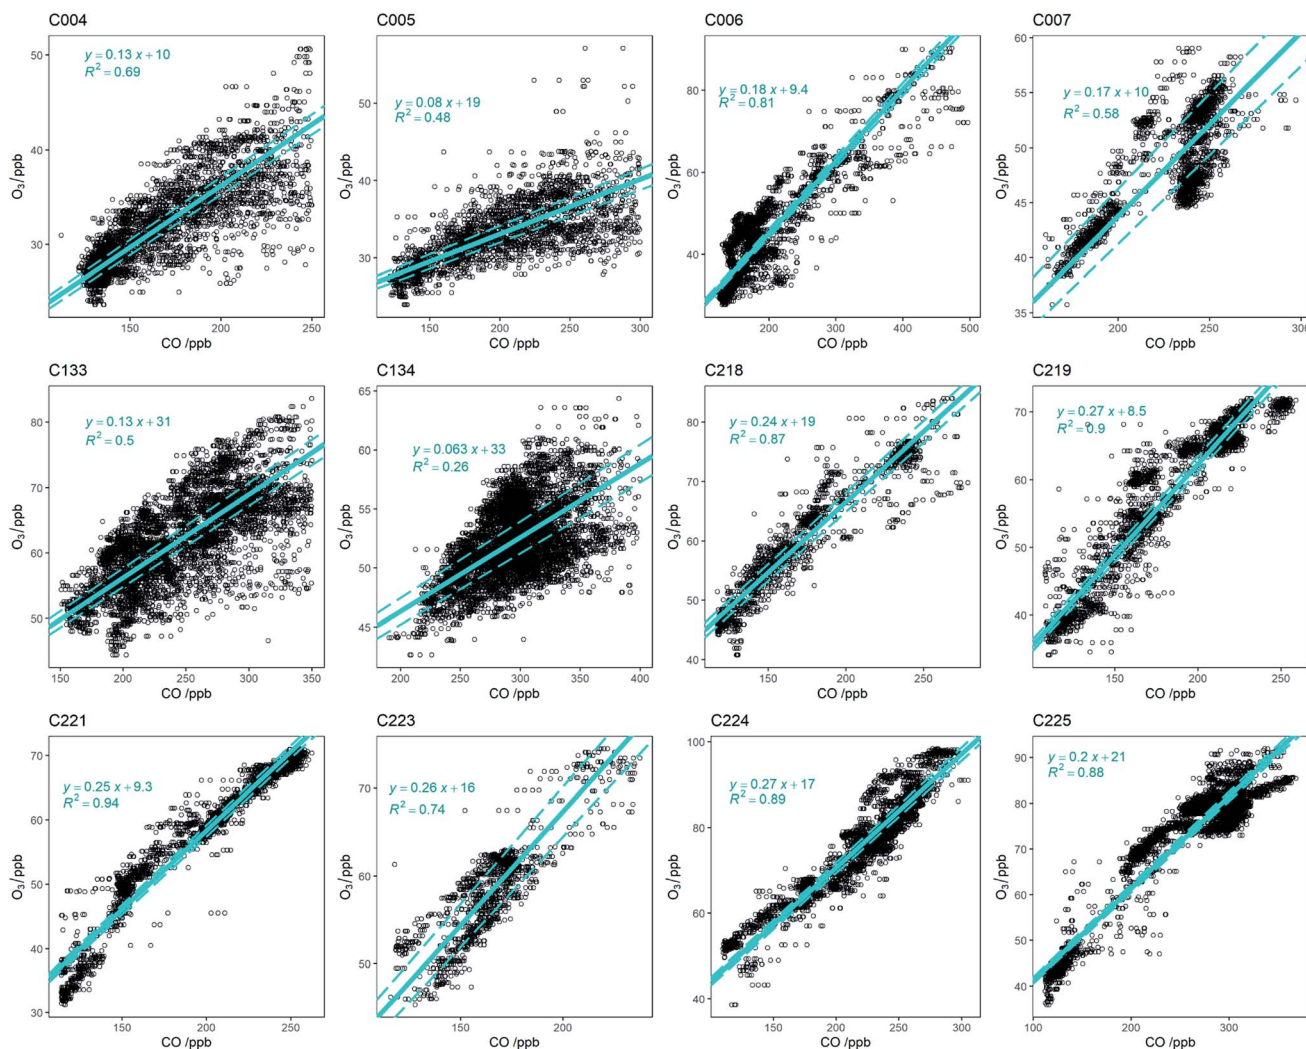 C004
y = 0.13 x + 10
R² = 0.69
50
40
30
O₃/ppb
150 200 250
CO /ppb
C005
y = 0.08 x + 19
R² = 0.48
50
40
30
O₃/ppb
150 200 250 300
CO /ppb
C006
y = 0.18 x + 9.4
R² = 0.81
80
60
40
O₃/ppb
200 300 400 500
CO /ppb
C007
y = 0.17 x + 10
R² = 0.58
60
55
50
45
40
35
O₃/ppb
200 250 300
CO /ppb
C133
y = 0.13 x + 31
R² = 0.5
80
70
60
50
O₃/ppb
150 200 250 300 350
CO /ppb
C134
y = 0.063 x + 33
R² = 0.26
65
60
55
50
45
O₃/ppb
200 250 300 350 400
CO /ppb
C218
y = 0.24 x + 19
R² = 0.87
80
70
60
50
40
O₃/ppb
150 200 250
CO /ppb
C219
y = 0.27 x + 8.5
R² = 0.9
70
60
50
40
O₃/ppb
150 200 250
CO /ppb
C221
y = 0.25 x + 9.3
R² = 0.94
70
60
50
40
30
O₃/ppb
150 200 250
CO /ppb
C223
y = 0.26 x + 16
R² = 0.74
70
60
50
O₃/ppb
150 200
CO /ppb
C224
y = 0.27 x + 17
R² = 0.89
100
80
60
40
O₃/ppb
150 200 250 300
CO /ppb
C225
y = 0.2 x + 21
R² = 0.88
90
80
70
60
50
40
O₃/ppb
100 200 300
CO /ppb